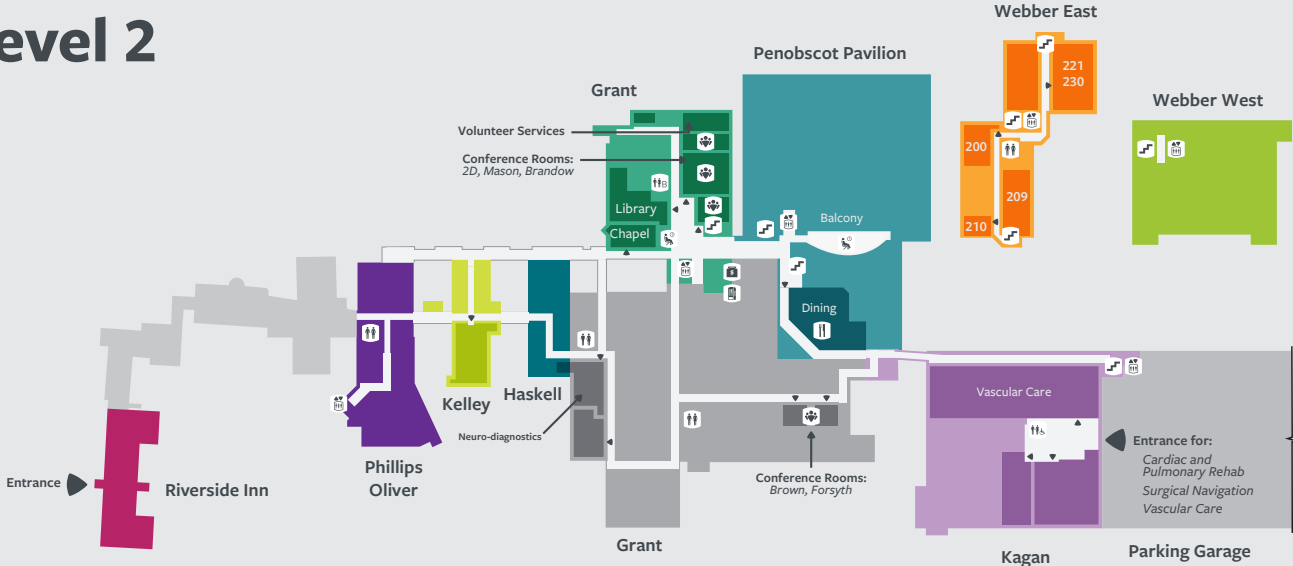 evel 2
Webber East
Penobscot Pavilion
Grant
Webber West
221
230
Volunteer Services
Conference Rooms:
2D, Mason, Brandow
200
B
209
Library
Balcony
210
Chapel
Dining
Haskell
Kelley
Vascular Care
Neuro-diagnostics
Entrance for:
Cardiac and
Pulmonary Rehab
Surgical Navigation
Vascular Care
Phillips
Oliver
Conference Rooms:
Brown, Forsyth
Entrance
Riverside Inn
Grant
Kagan
Parking Garage